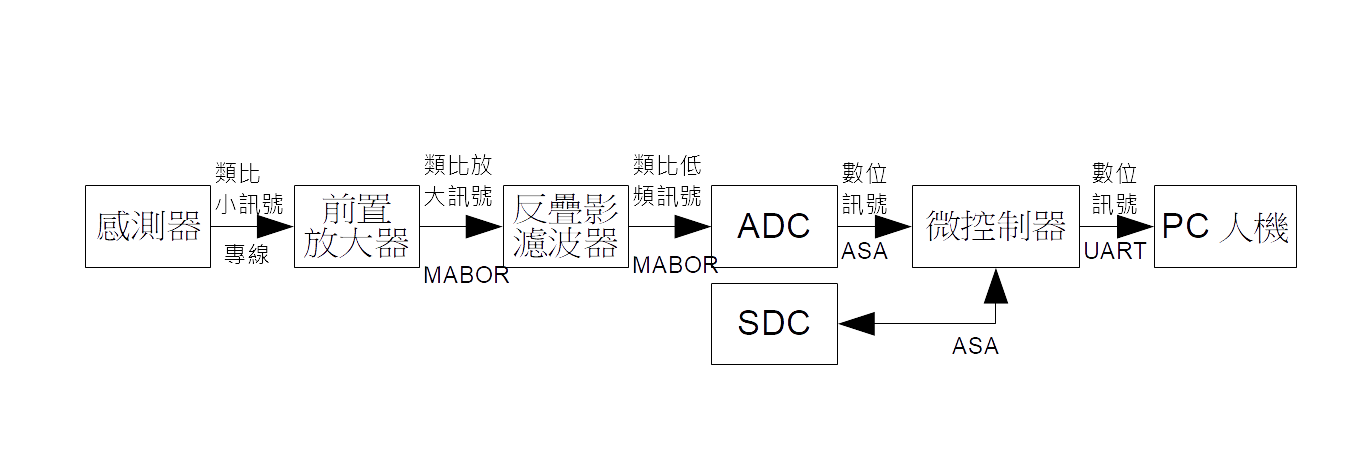 感測器
類比
小訊號
專線
前置
放大器
類比放
大訊號
MABOR
反疊影
濾波器
類比低
頻訊號
MABOR
ADC
數位
訊號
ASA
微控制器
數位
訊號
UART
PC 人機
SDC
ASA